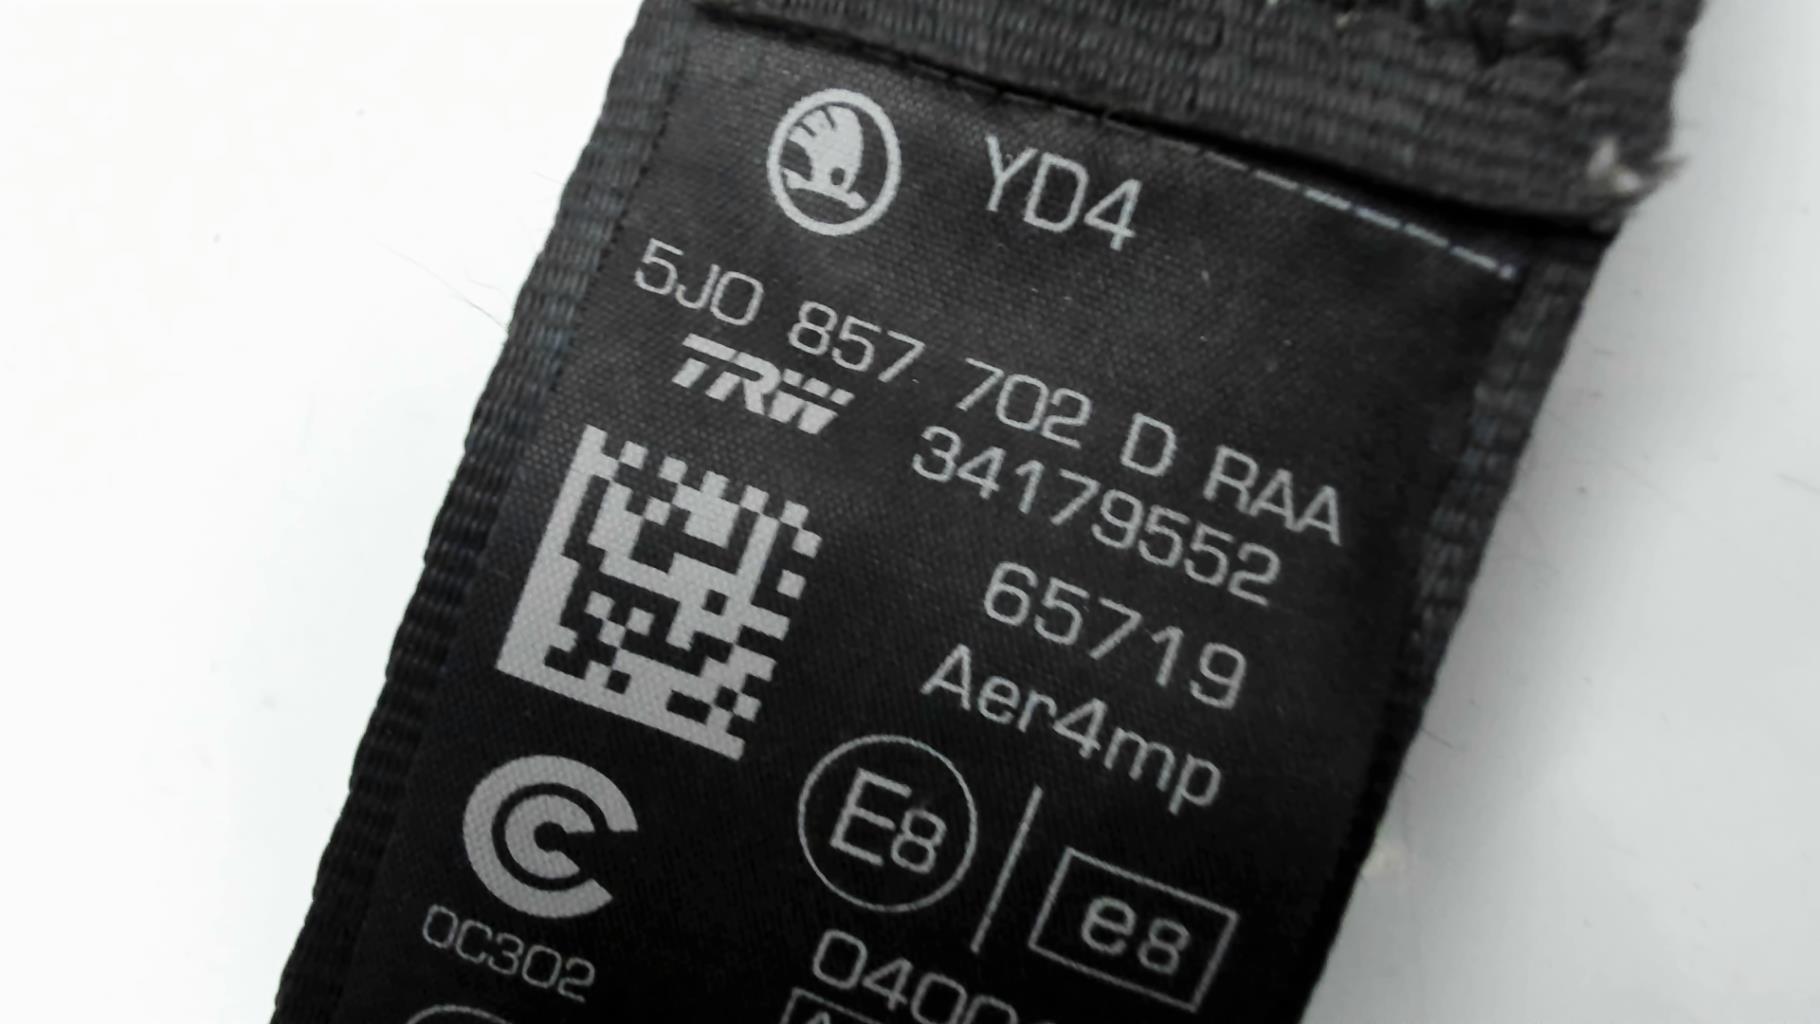 YD4
5J0 857 702 D RAA
TRW
34179552
65719
Aer4mp
E8
e8
0C302